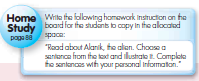 Home
Study
page 88
Write the following homework instruction on the
board for the students to copy in the allocated
space:
"Read about Alanik, the alien. Choose a
sentence from the text and illustrate it. Complete
the sentences with your personal information."